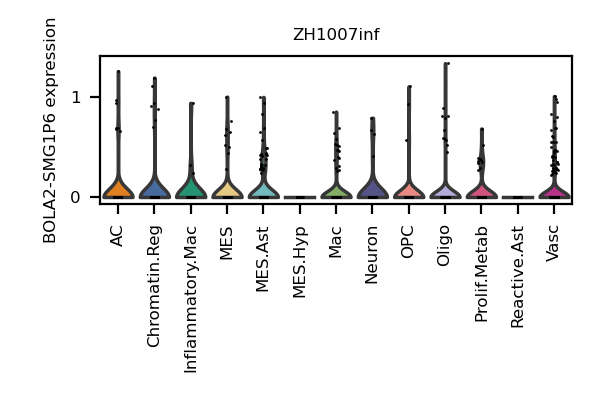 ZH1007inf
BOLA2-SMG1P6 expression
1
0
AC
Chromatin.Reg
Inflammatory.Mac
MES
MES.Ast
MES.Hyp
Mac
Neuron
OPC
Oligo
Prolif.Metab
Reactive.Ast
Vasc